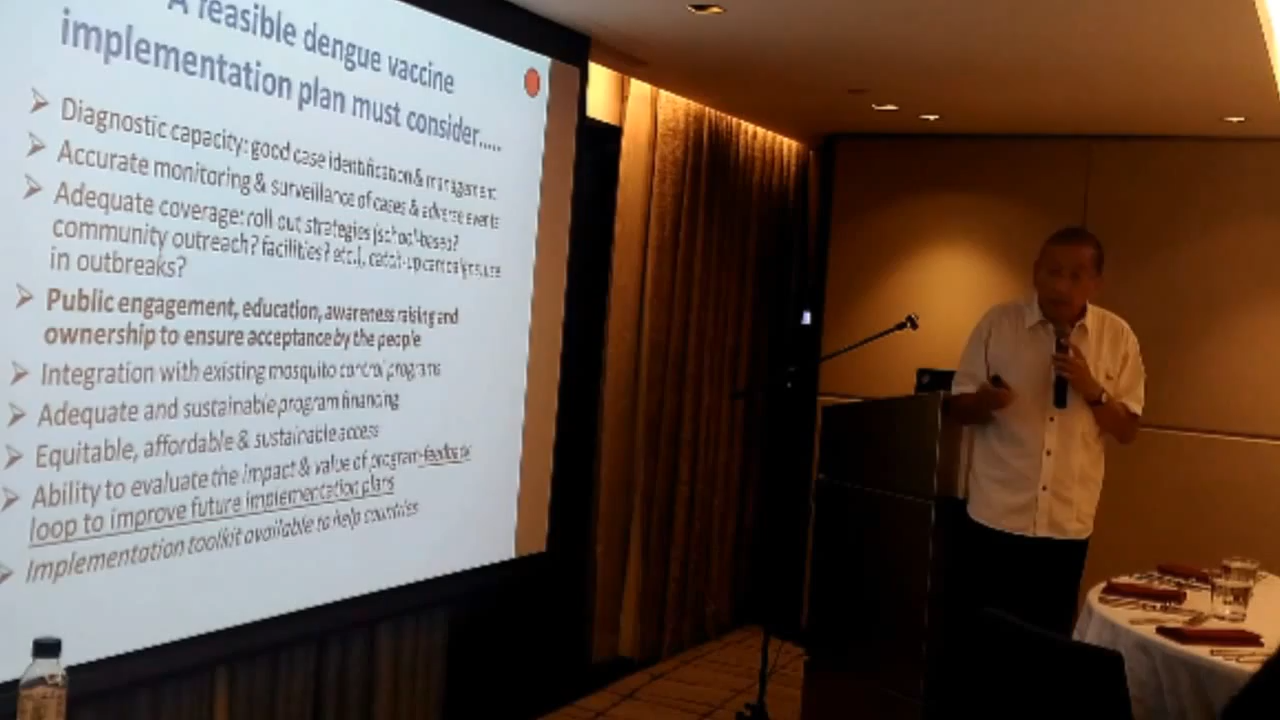 A feasible dengue vaccine
implementation plan must consider.....
Diagnostic capacity: good case identification & management
Accurate monitoring & surveillance of cases & adverse events
Adequate coverage: roll out strategies (school-based?
community outreach? facilities? etc.), catch-up campaigns, use
in outbreaks?
Public engagement, education, awareness raising and
ownership to ensure acceptance by the people
Integration with existing mosquito control programs
Adequate and sustainable program financing
Equitable, affordable & sustainable access
Ability to evaluate the impact & value of program-feedback
loop to improve future implementation plans
Implementation toolkit available to help countries